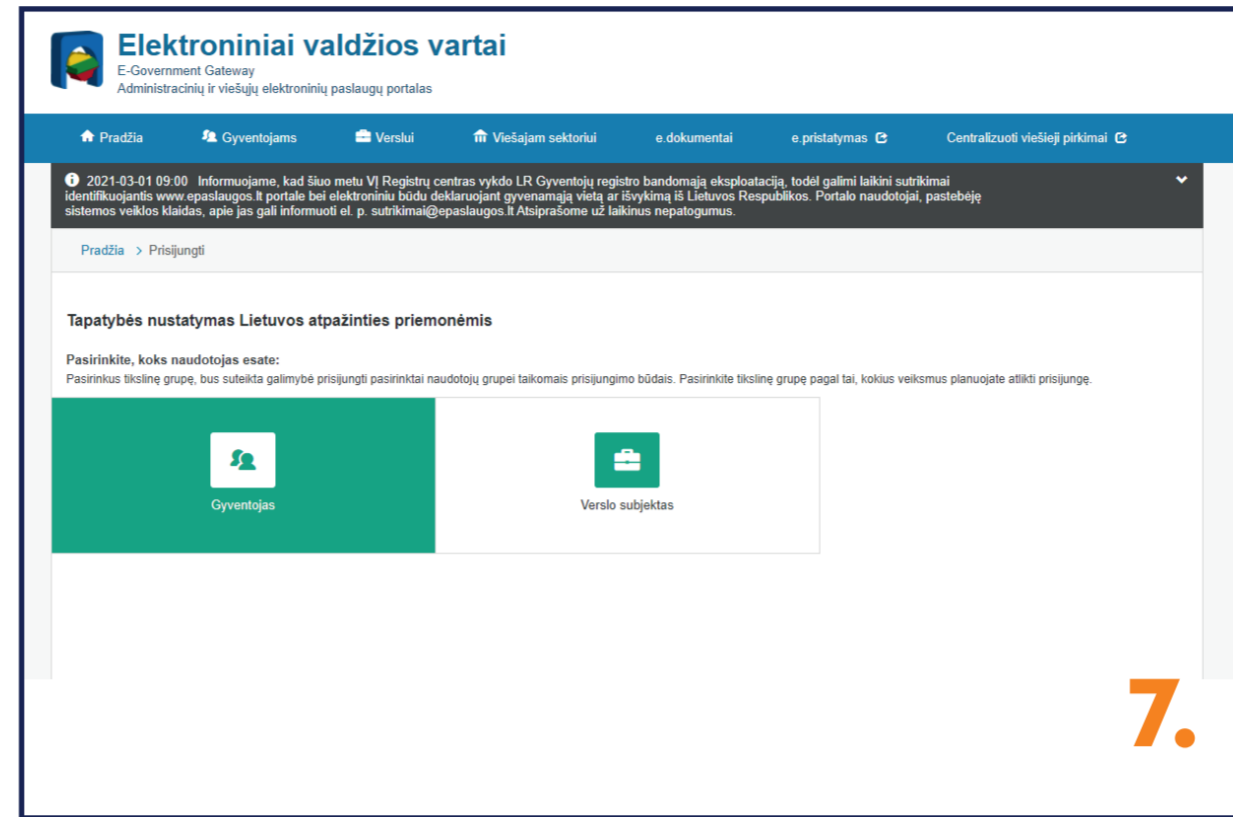 Elektroniniai valdžios vartai
E-Government Gateway
Administracinių ir viešųjų elektroninių paslaugų portalas
Pradžia Gyventojams Verslui Viešajam sektoriui e.dokumentai e.pristatymas Centralizuoti viešieji pirkimai
2021-03-01 09:00 Informuojame, kad šiuo metu VĮ Registrų centras vykdo LR Gyventojų registro bandomąją eksploataciją, todėl galimi laikini sutrikimai
identifikuojantis www.epaslaugos.lt portale bei elektroniniu būdu deklaruojant gyvenamąją vietą ar išvykimą iš Lietuvos Respublikos. Portalo naudotojai, pastebėję
sistemos veiklos klaidas, apie jas gali informuoti el. p. sutrikimai@epaslaugos.lt Atsiprašome už laikinus nepatogumus.
Pradžia > Prisijungti
Tapatybės nustatymas Lietuvos atpažinties priemonėmis
Pasirinkite, koks naudotojas esate:
Pasirinkus tikslinę grupę, bus suteikta galimybė prisijungti pasirinktai naudotojų grupei taikomais prisijungimo būdais. Pasirinkite tikslinę grupę pagal tai, kokius veiksmus planuojate atlikti prisijungę.
Gyventojas Verslo subjektas
7.